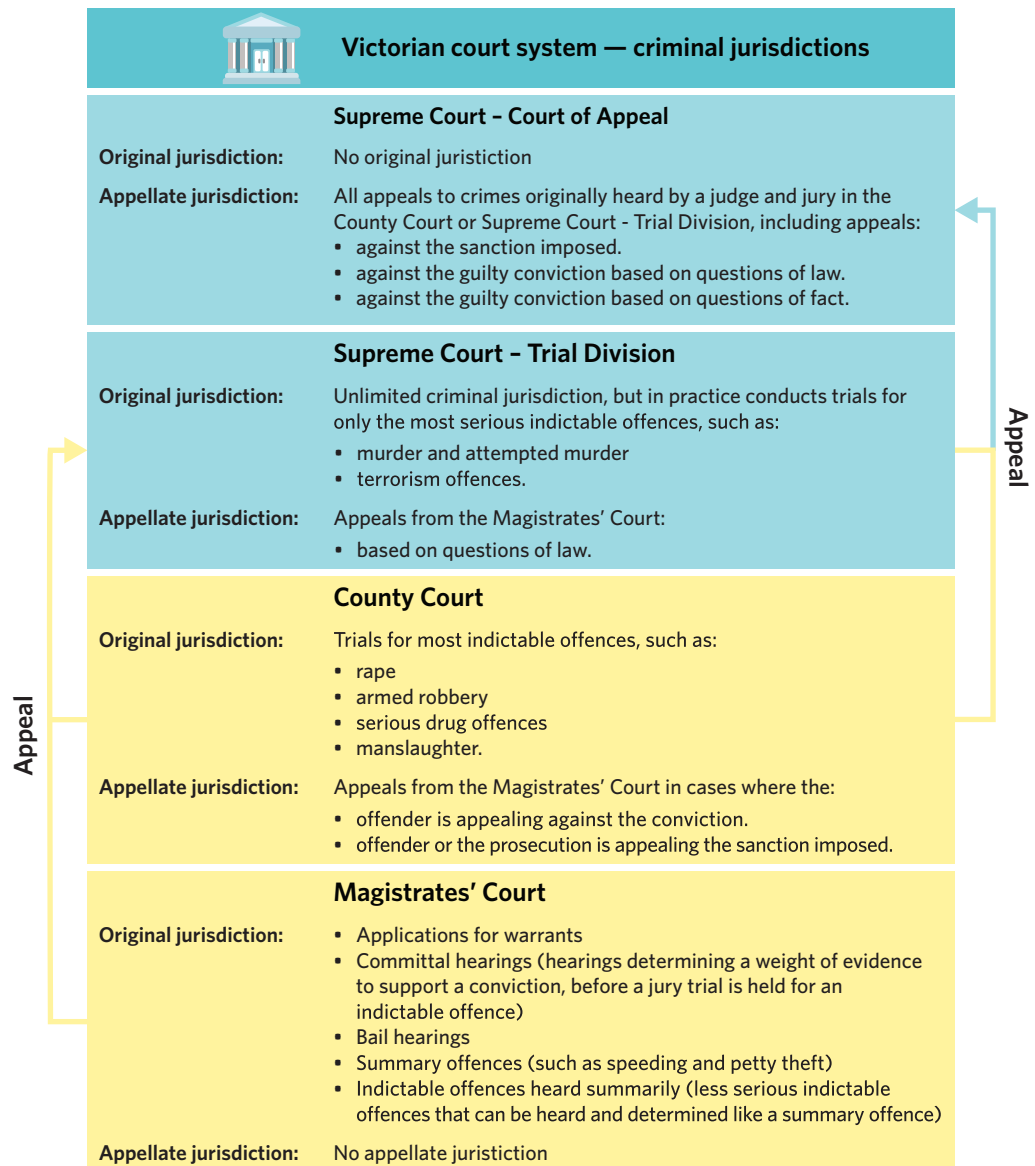 Victorian court system — criminal jurisdictions
Supreme Court – Court of Appeal
Original jurisdiction: No original juristiction
Appellate jurisdiction: All appeals to crimes originally heard by a judge and jury in the
County Court or Supreme Court - Trial Division, including appeals:
• against the sanction imposed.
• against the guilty conviction based on questions of law.
• against the guilty conviction based on questions of fact.
Supreme Court – Trial Division
Original jurisdiction: Unlimited criminal jurisdiction, but in practice conducts trials for
only the most serious indictable offences, such as:
• murder and attempted murder
• terrorism offences.
Appellate jurisdiction: Appeals from the Magistrates’ Court:
• based on questions of law.
Appeal
County Court
Original jurisdiction: Trials for most indictable offences, such as:
• rape
• armed robbery
• serious drug offences
• manslaughter.
Appellate jurisdiction: Appeals from the Magistrates’ Court in cases where the:
• offender is appealing against the conviction.
• offender or the prosecution is appealing the sanction imposed.
Appeal
Magistrates’ Court
Original jurisdiction: • Applications for warrants
• Committal hearings (hearings determining a weight of evidence
to support a conviction, before a jury trial is held for an
indictable offence)
• Bail hearings
• Summary offences (such as speeding and petty theft)
• Indictable offences heard summarily (less serious indictable
offences that can be heard and determined like a summary offence)
Appellate jurisdiction: No appellate juristiction